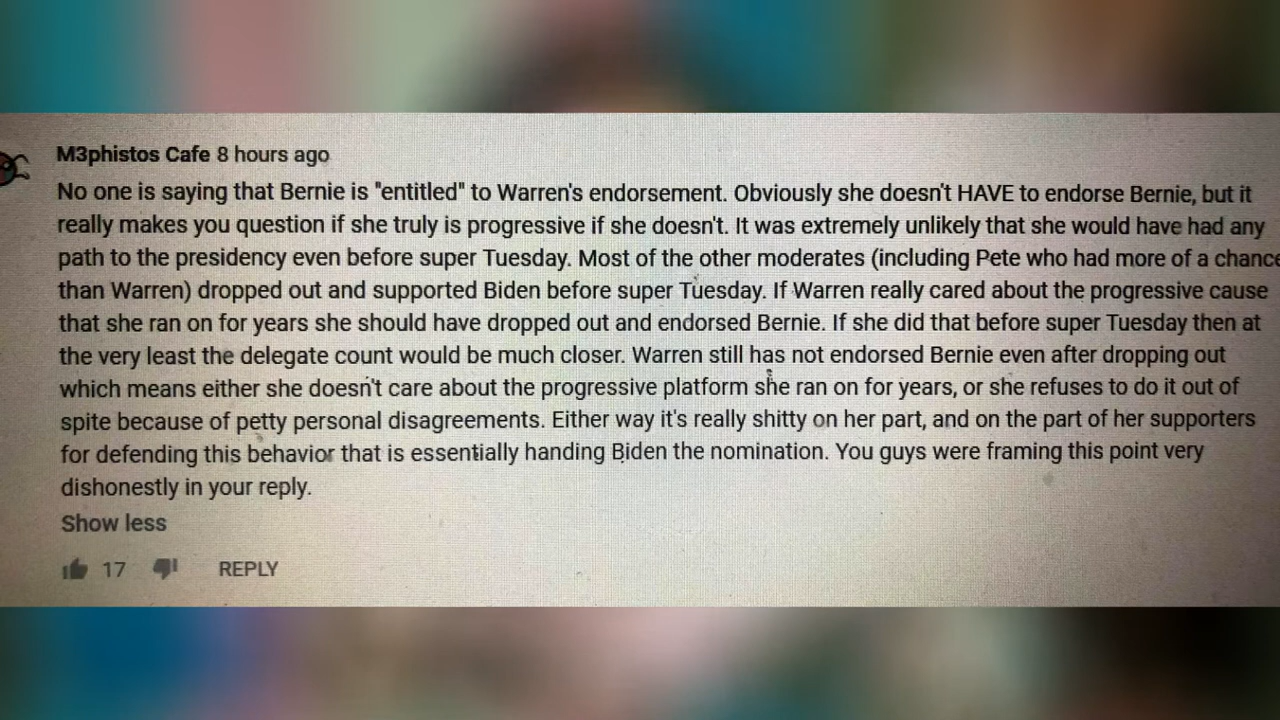 M3phistos Cafe 8 hours ago
No one is saying that Bernie is "entitled" to Warren's endorsement. Obviously she doesn't HAVE to endorse Bernie, but it
really makes you question if she truly is progressive if she doesn't. It was extremely unlikely that she would have had any
path to the presidency even before super Tuesday. Most of the other moderates (including Pete who had more of a chance
than Warren) dropped out and supported Biden before super Tuesday. If Warren really cared about the progressive cause
that she ran on for years she should have dropped out and endorsed Bernie. If she did that before super Tuesday then at
the very least the delegate count would be much closer. Warren still has not endorsed Bernie even after dropping out
which means either she doesn't care about the progressive platform she ran on for years, or she refuses to do it out of
spite because of petty personal disagreements. Either way it's really shitty on her part, and on the part of her supporters
for defending this behavior that is essentially handing Biden the nomination. You guys were framing this point very
dishonestly in your reply.
Show less
17 REPLY